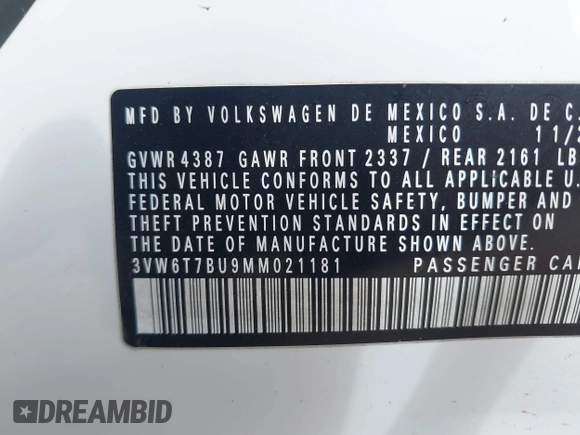 MFD BY VOLKSWAGEN DE MEXICO S.A. DE C.
MEXICO 11/2
GVWR 4387 GAWR FRONT 2337 / REAR 2161 LB
THIS VEHICLE CONFORMS TO ALL APPLICABLE U.
FEDERAL MOTOR VEHICLE SAFETY, BUMPER AND
THEFT PREVENTION STANDARDS IN EFFECT ON
THE DATE OF MANUFACTURE SHOWN ABOVE.
3VW6T7BU9MM021181 PASSENGER CA
DREAMBID